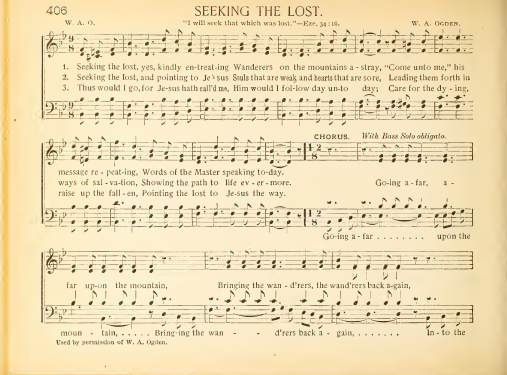 406
SEEKING THE LOST.
W. A. O. "I will seek that which was lost."—Eze. 34:16. W. A. OGDEN.
1. Seeking the lost, yes, kindly en-treat-ing Wanderers on the mountains a - stray, "Come unto me," his
2. Seeking the lost, and pointing to Je-sus Souls that are weak and hearts that are sore, Leading them forth in
3. Thus would I go, for Je-sus hath call'd me, Him would I fol-low day un-to day; Care for the dy - ing,
CHORUS. With Bass Solo obligato.
message re - peat-ing, Words of the Master speaking to-day.
ways of sal - va-tion, Showing the path to life ev - er - more. Go-ing a - far, a -
raise up the fall - en, Pointing the lost to Je-sus the way.
Go-ing a - far . . . . . . . . upon the
far up-on the mountain, Bringing the wan - d'rers, the wand'rers back a-gain,
moun - tain, . . . . . Bring-ing the wan - - d'rers back a - gain, . . . . . . . In - to the
Used by permission of W. A. Ogden.